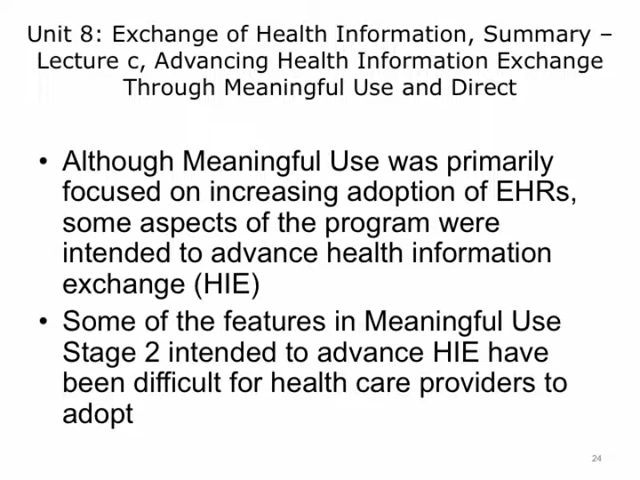 Unit 8: Exchange of Health Information, Summary –
Lecture c, Advancing Health Information Exchange
Through Meaningful Use and Direct
• Although Meaningful Use was primarily
focused on increasing adoption of EHRs,
some aspects of the program were
intended to advance health information
exchange (HIE)
• Some of the features in Meaningful Use
Stage 2 intended to advance HIE have
been difficult for health care providers to
adopt
24